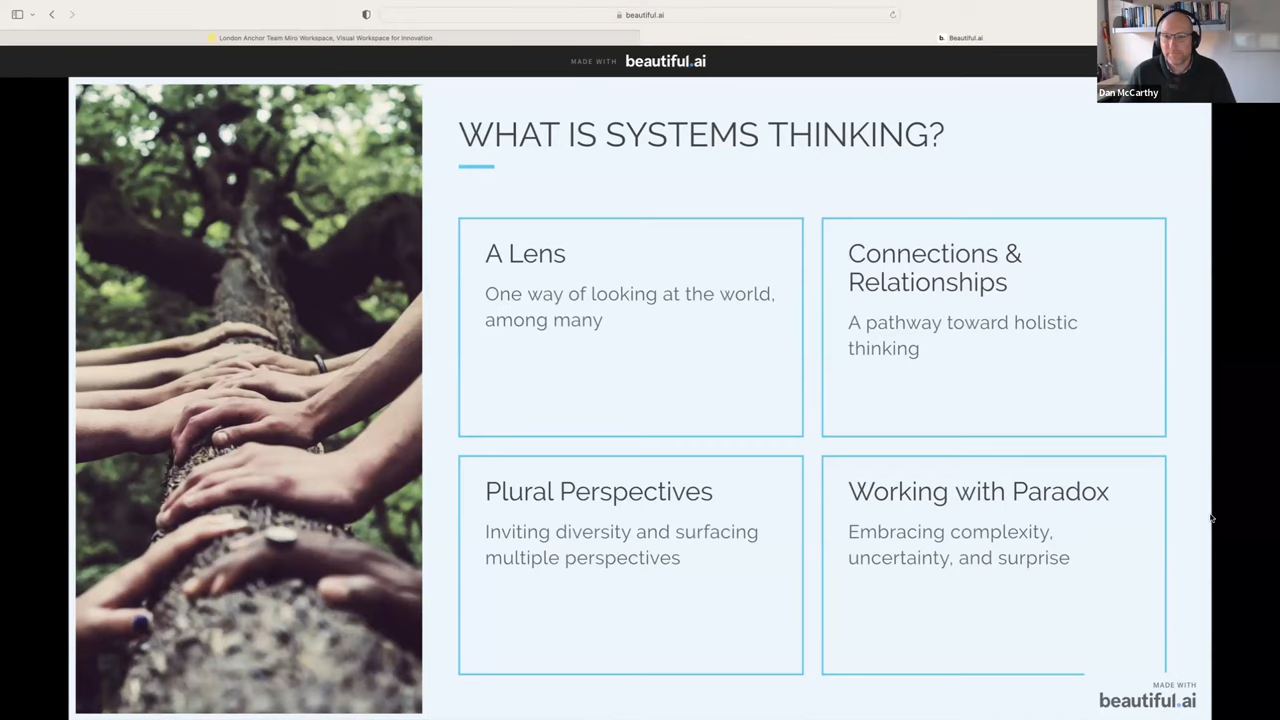 beautiful.ai
London Anchor Team Miro Workspace, Visual Workspace for Innovation
b. Beautiful.ai
MADE WITH beautiful.ai
Dan McCarthy
WHAT IS SYSTEMS THINKING?
A Lens
One way of looking at the world,
among many
Connections &
Relationships
A pathway toward holistic
thinking
Plural Perspectives
Inviting diversity and surfacing
multiple perspectives
Working with Paradox
Embracing complexity,
uncertainty, and surprise
MADE WITH
beautiful.ai